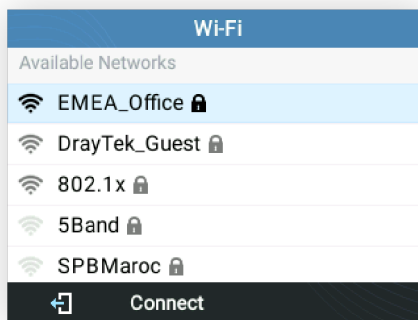 Wi-Fi
Available Networks
EMEA_Office
DrayTek_Guest
802.1x
5Band
SPBMaroc
Connect